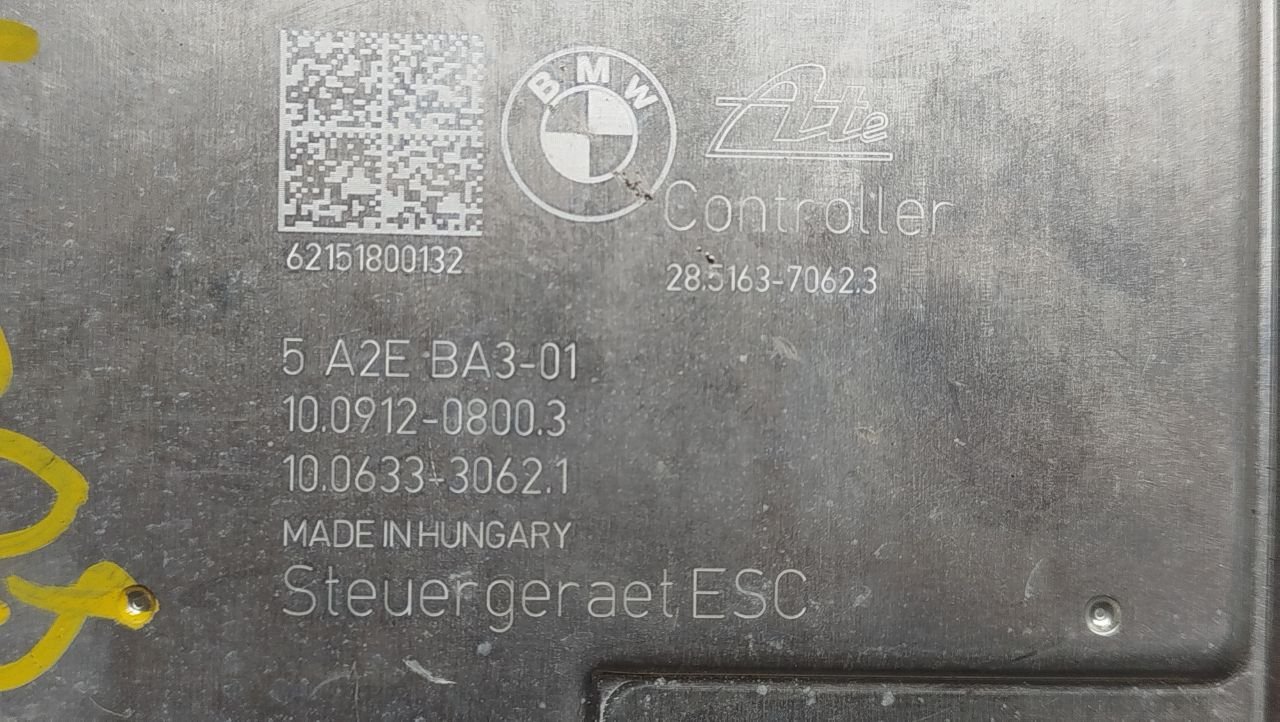 BMW
Ate
Controller
62151800132
28.5163-7062.3
5 A2E BA3-01
10.0912-0800.3
10.0633-3062.1
MADE IN HUNGARY
Steuergeraet ESC